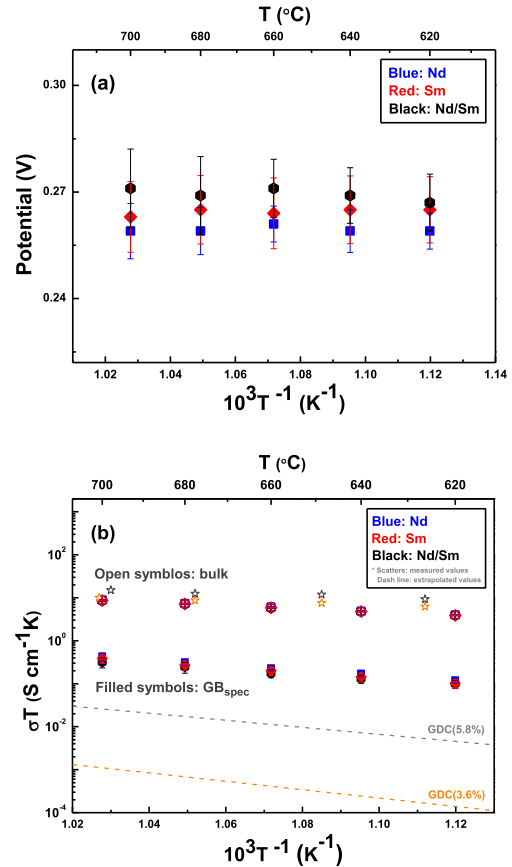 T (°C)
700 680 660 640 620
(a)
Blue: Nd
Red: Sm
Black: Nd/Sm
0.30
0.27
0.24
Potential (V)
1.02 1.04 1.06 1.08 1.10 1.12 1.14
10³T⁻¹ (K⁻¹)
T (°C)
700 680 660 640 620
(b)
Blue: Nd
Red: Sm
Black: Nd/Sm
* Scatters: measured values
Dash line: extrapolated values
Open symblos: bulk
Filled symbols: GBspec
GDC(5.8%)
GDC(3.6%)
10²
10⁰
10⁻²
10⁻⁴
σT (S cm⁻¹K)
1.02 1.04 1.06 1.08 1.10 1.12
10³T⁻¹ (K⁻¹)